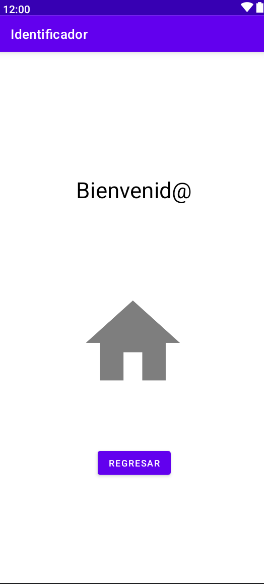 12:00
Identificador
Bienvenid@
REGRESAR